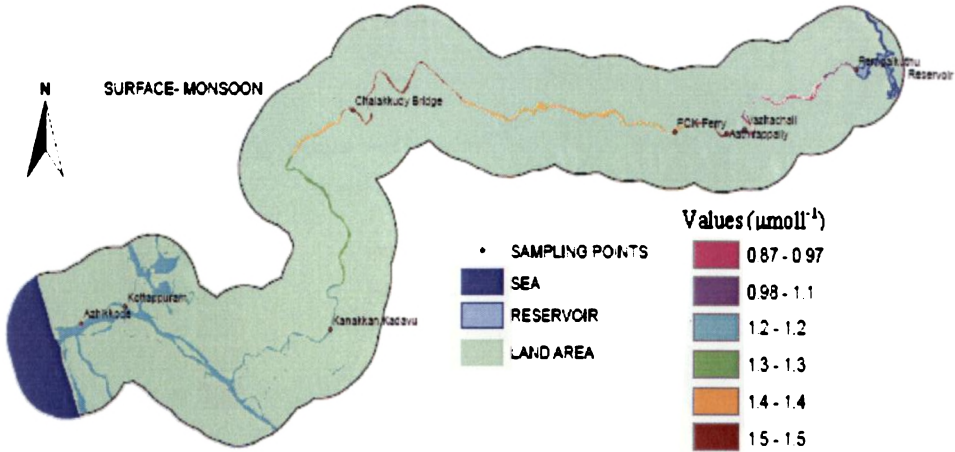 N
SURFACE- MONSOON
Chalakkudy Bridge
Reservoir
PCK Ferry
Vazhachall
Aathirappally
Kottappuram
Azhikkode
Kanakkan Kadavu
SAMPLING POINTS
SEA
RESERVOIR
LAND AREA
Values (µmoll⁻¹)
0.87 - 0.97
0.98 - 1.1
1.2 - 1.2
1.3 - 1.3
1.4 - 1.4
1.5 - 1.5